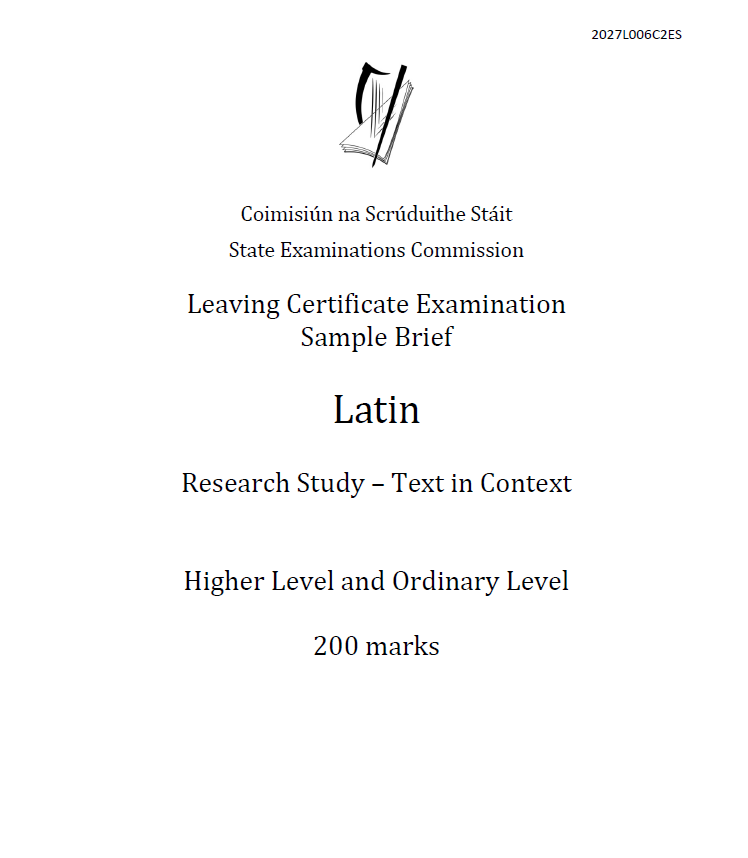 2027L006C2ES
Coimisiún na Scrúduithe Stáit
State Examinations Commission
Leaving Certificate Examination
Sample Brief
Latin
Research Study – Text in Context
Higher Level and Ordinary Level
200 marks